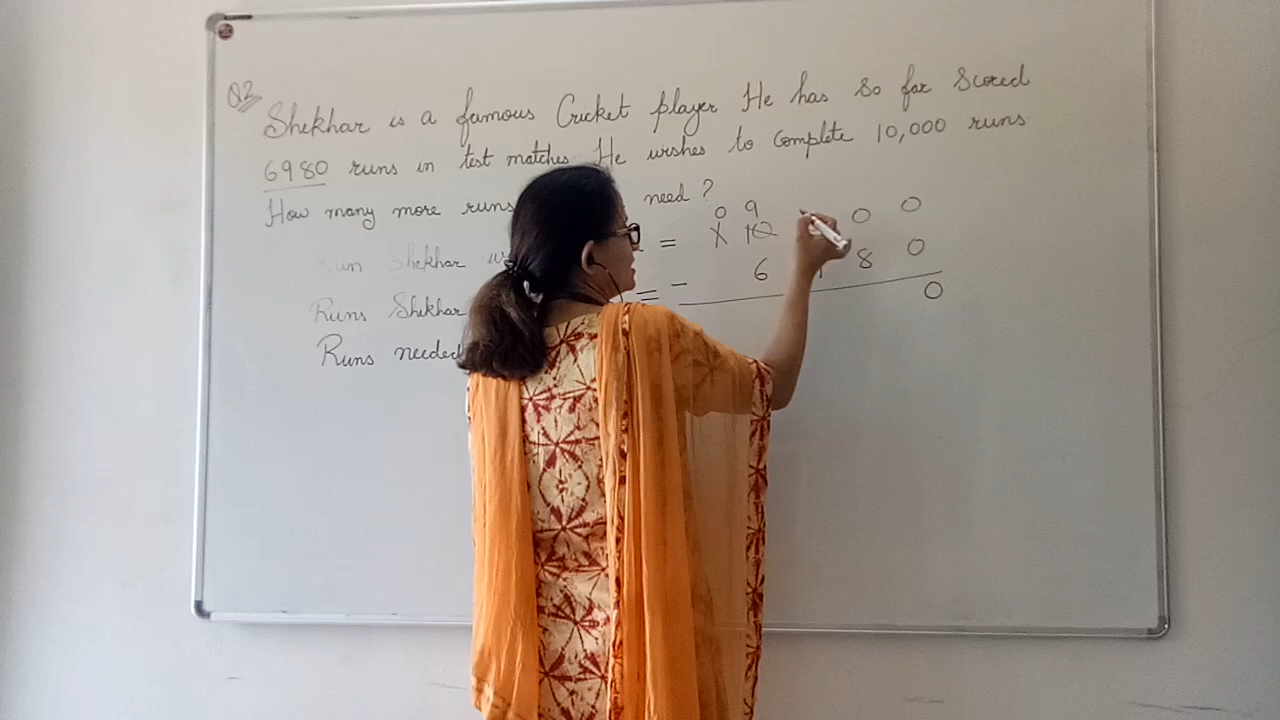 Q2
Shekhar is a famous Cricket player He has so far scored
6980 runs in test matches. He wishes to complete 10,000 runs
How many more runs need ?
0 9
Run Shekhar = 1 10 0 0
6 8 0
Runs Shekhar = -
0
Runs needed